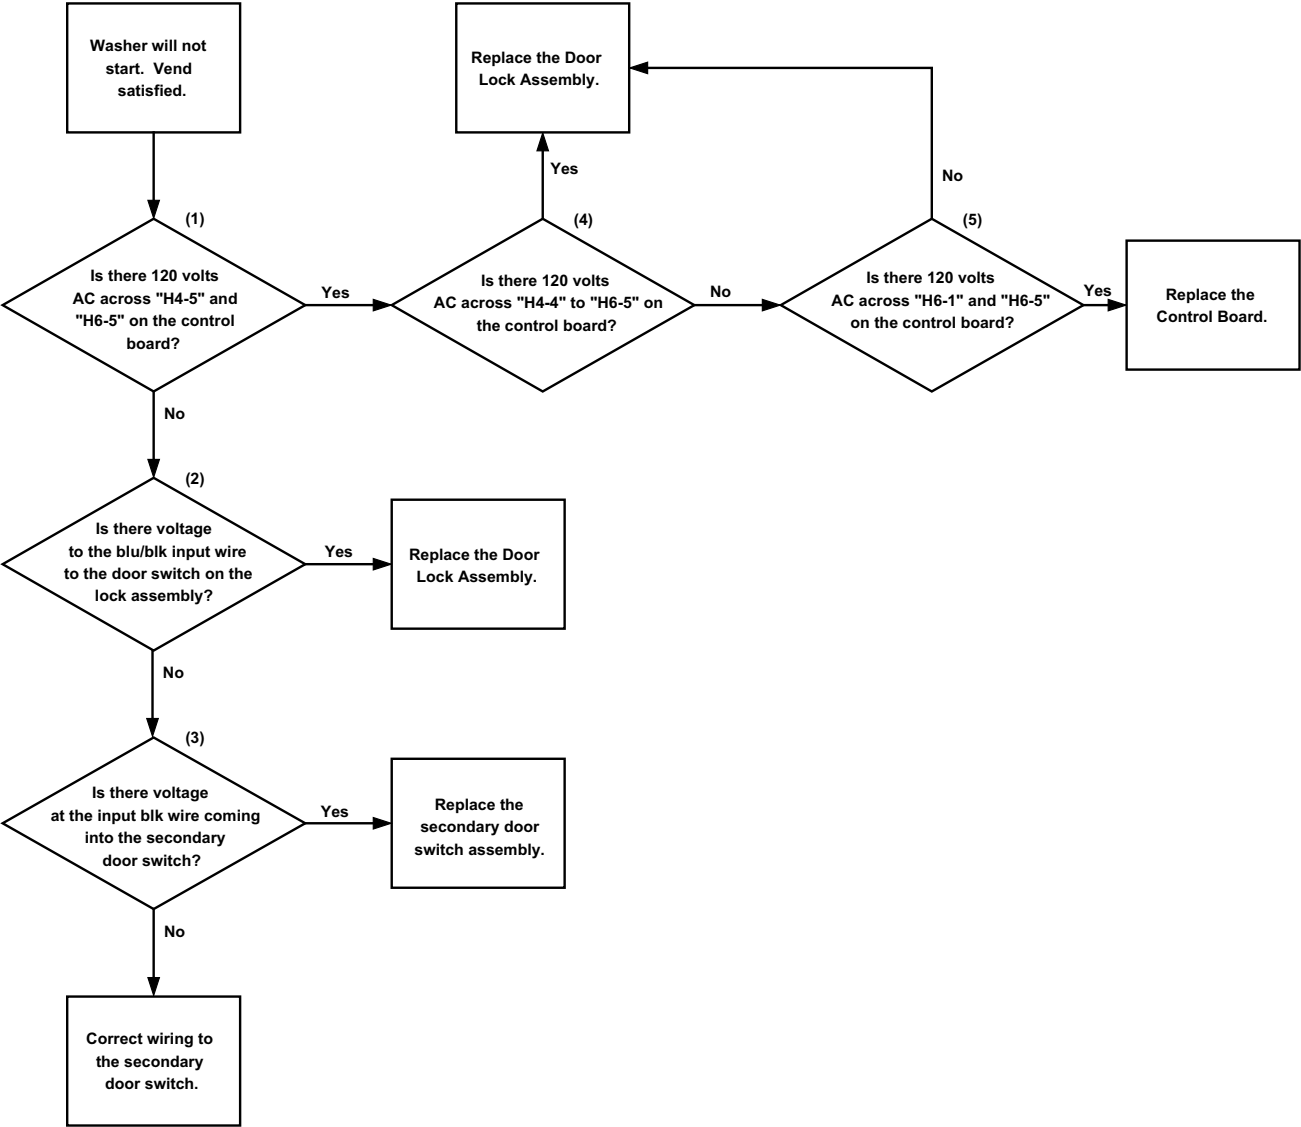 Washer will not
start.  Vend
satisfied.
Replace the Door
Lock Assembly.
Yes
No
(1)
Is there 120 volts
AC across "H4-5" and
"H6-5" on the control
board?
Yes
(4)
Is there 120 volts
AC across "H4-4" to "H6-5" on
the control board?
No
(5)
Is there 120 volts
AC across "H6-1" and "H6-5"
on the control board?
Yes
Replace the
Control Board.
No
(2)
Is there voltage
to the blu/blk input wire
to the door switch on the
lock assembly?
Yes
Replace the Door
Lock Assembly.
No
(3)
Is there voltage
at the input blk wire coming
into the secondary
door switch?
Yes
Replace the
secondary door
switch assembly.
No
Correct wiring to
the secondary
door switch.